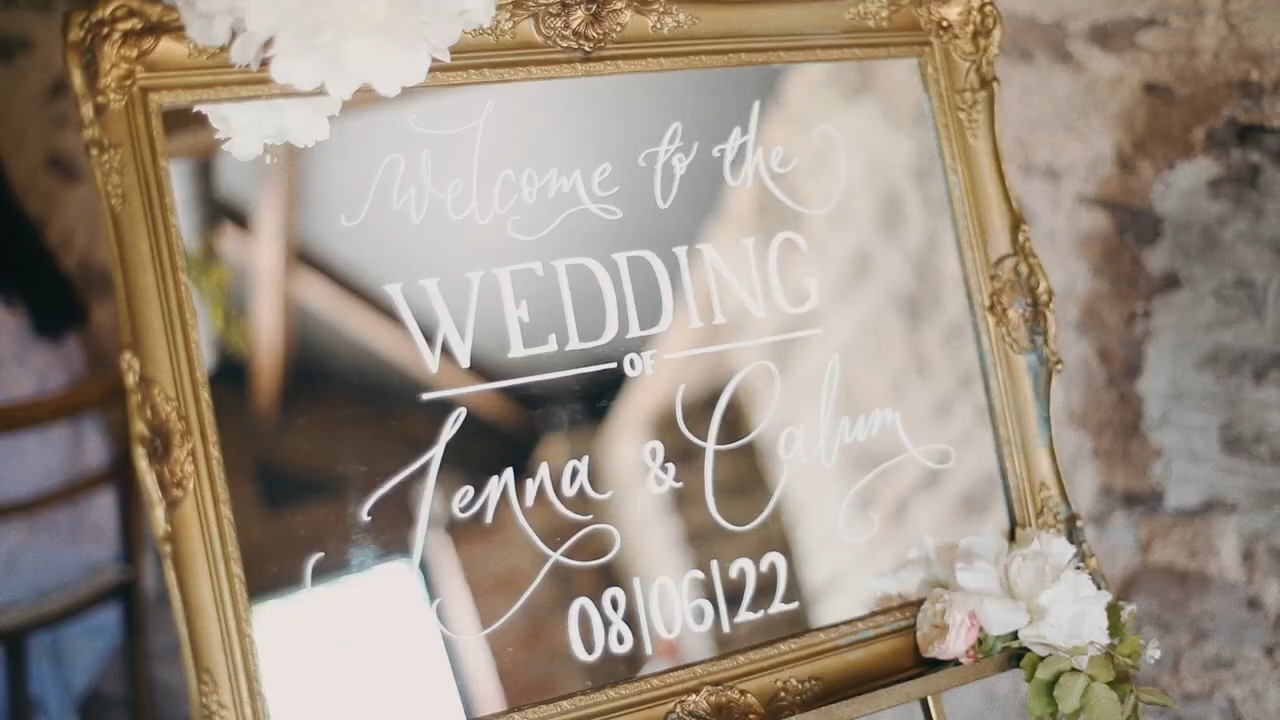 Welcome to the
WEDDING
OF
Jenna & Calum
08|06|22